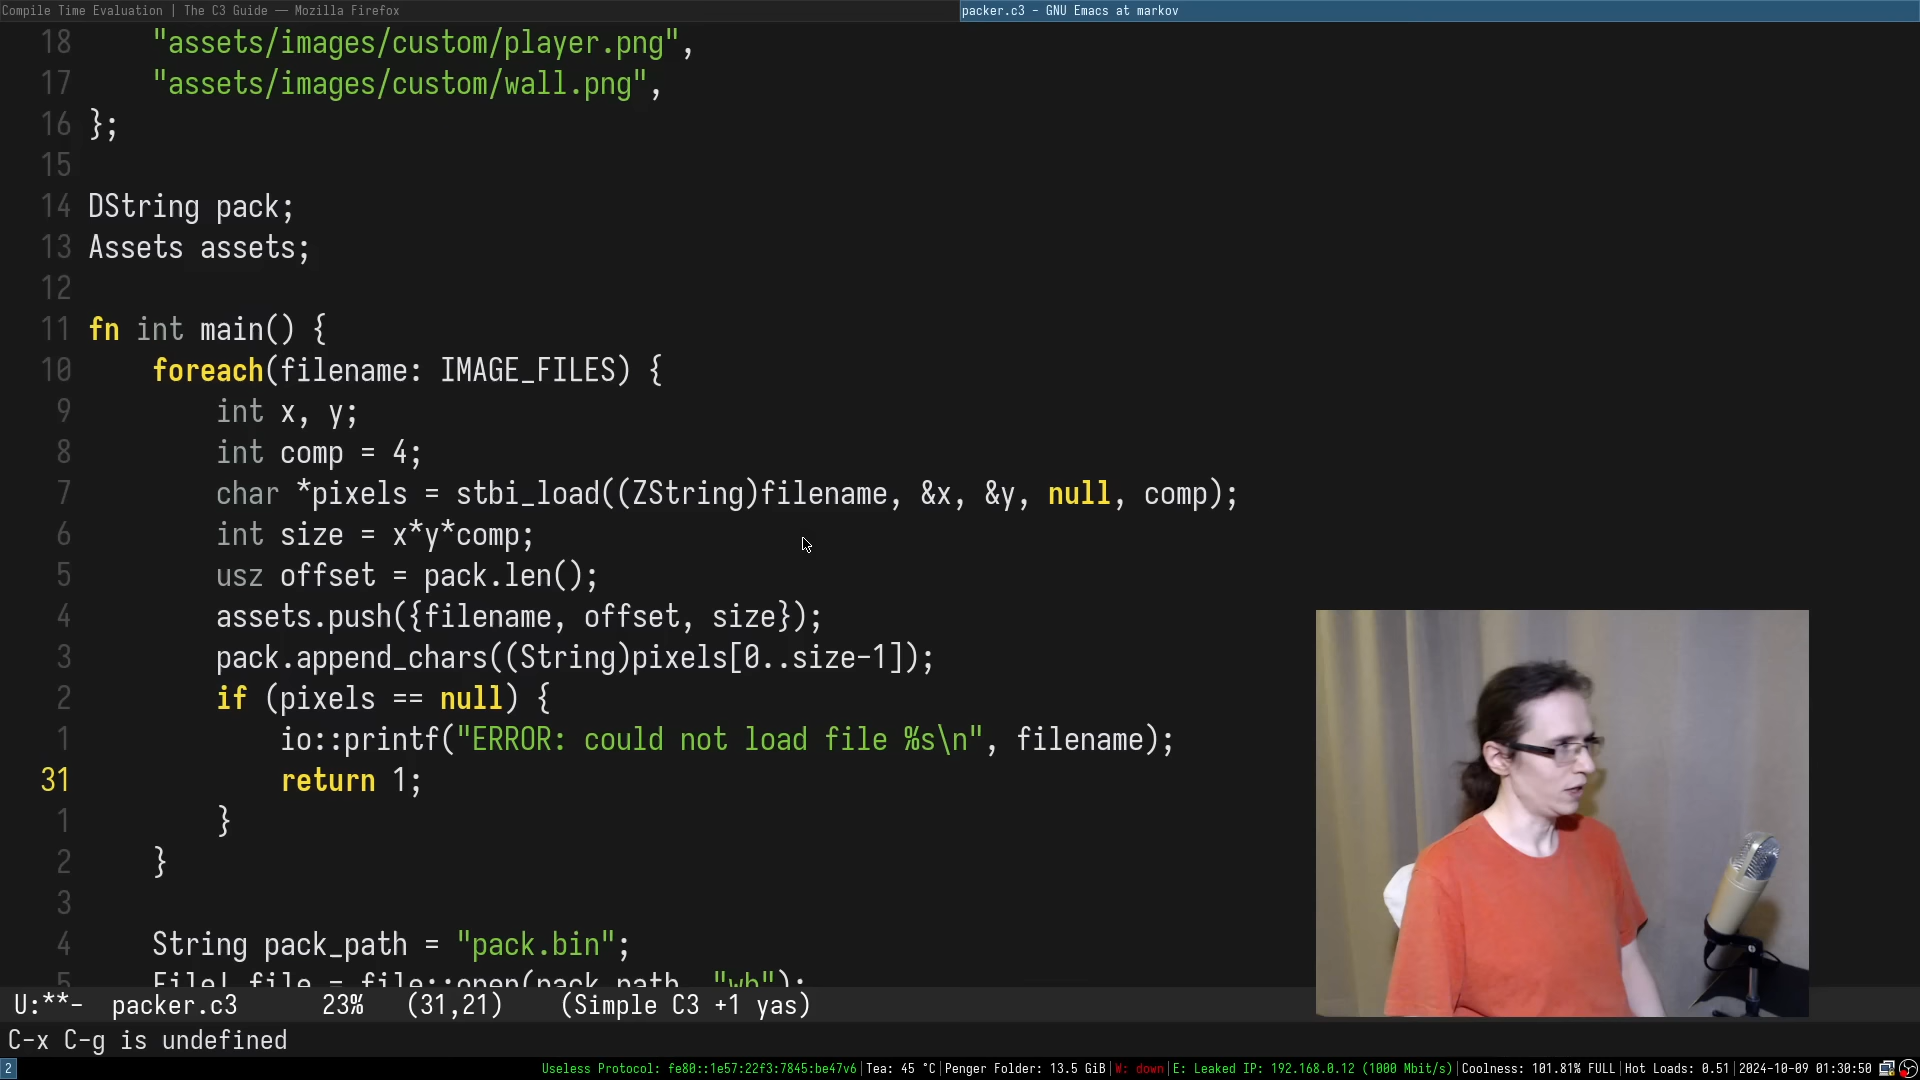 Compile Time Evaluation | The C3 Guide — Mozilla Firefox
packer.c3 - GNU Emacs at markov
18 "assets/images/custom/player.png",
17 "assets/images/custom/wall.png",
16 };
15
14 DString pack;
13 Assets assets;
12
11 fn int main() {
10 foreach(filename: IMAGE_FILES) {
9 int x, y;
8 int comp = 4;
7 char *pixels = stbi_load((ZString)filename, &x, &y, null, comp);
6 int size = x*y*comp;
5 usz offset = pack.len();
4 assets.push({filename, offset, size});
3 pack.append_chars((String)pixels[0..size-1]);
2 if (pixels == null) {
1 io::printf("ERROR: could not load file %s\n", filename);
31 return 1;
1 }
2 }
3
4 String pack_path = "pack.bin";
5 File! file = file::open(pack_path, "wb");
U:**- packer.c3 23% (31,21) (Simple C3 +1 yas)
C-x C-g is undefined
2 Useless Protocol: fe80::1e57:22f3:7845:be47v6|Tea: 45 °C|Penger Folder: 13.5 GiB|W: down|E: Leaked IP: 192.168.0.12 (1000 Mbit/s)|Coolness: 101.81% FULL|Hot Loads: 0.51|2024-10-09 01:30:50